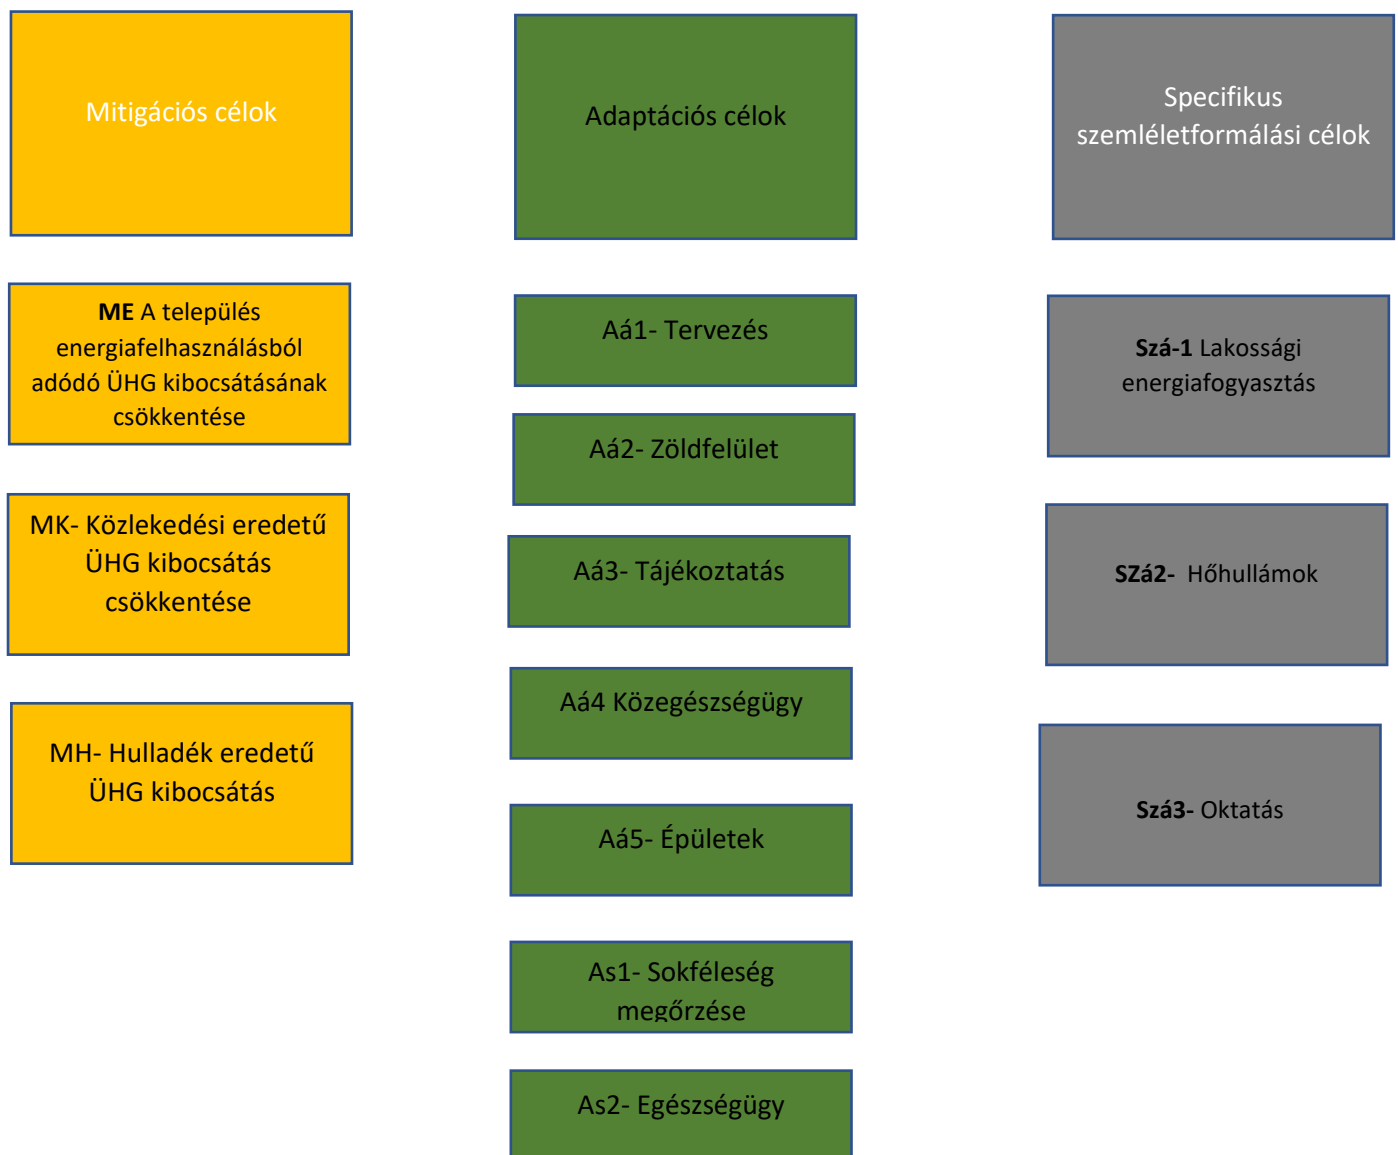 Mitigációs célok
ME A település
energiafelhasználásból
adódó ÜHG kibocsátásának
csökkentése
MK- Közlekedési eredetű
ÜHG kibocsátás
csökkentése
MH- Hulladék eredetű
ÜHG kibocsátás
Adaptációs célok
Aá1- Tervezés
Aá2- Zöldfelület
Aá3- Tájékoztatás
Aá4 Közegészségügy
Aá5- Épületek
As1- Sokféleség
megőrzése
As2- Egészségügy
Specifikus
szemléletformálási célok
Szá-1 Lakossági
energiafogyasztás
SZá2- Hőhullámok
Szá3- Oktatás